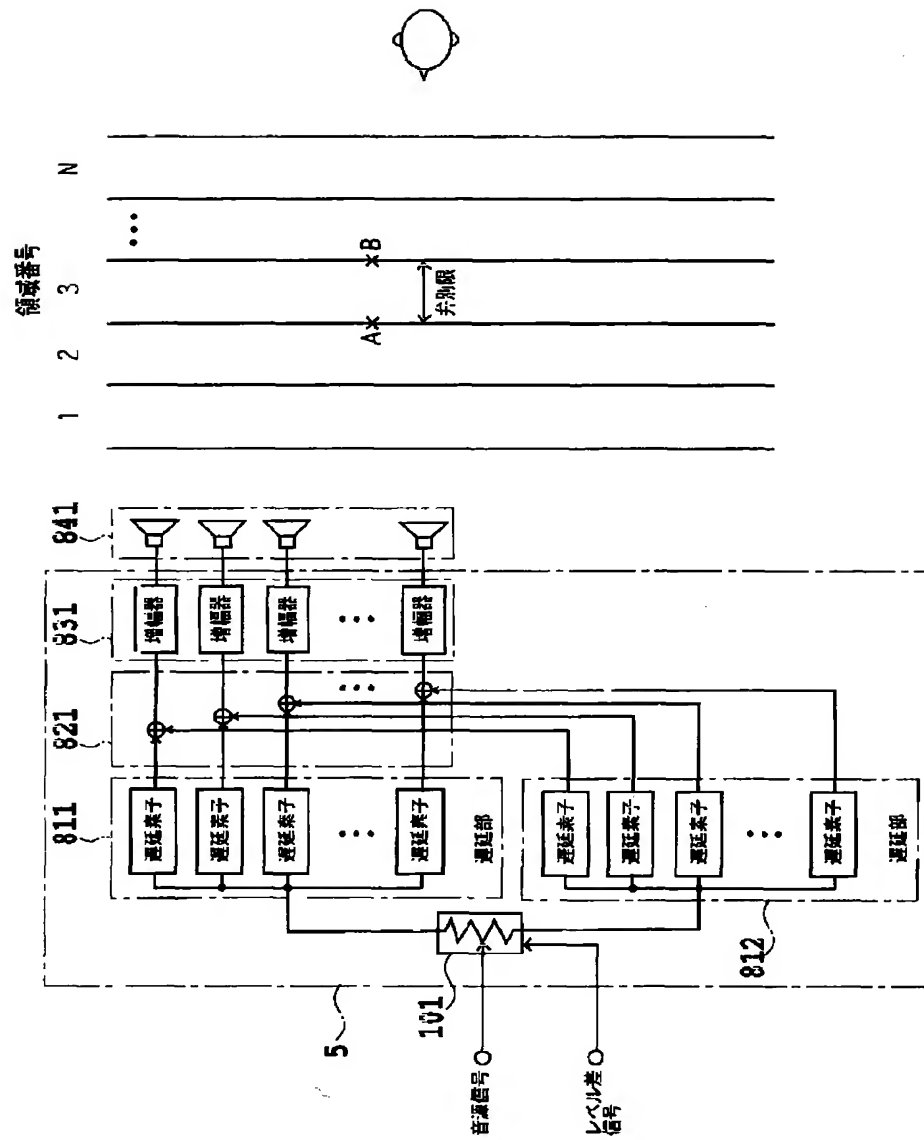 領域番号
1
2
3
•••
N
A
B
弁別限
841
831
821
811
増幅器
増幅器
増幅器
•••
増幅器
•••
遅延素子
遅延素子
遅延素子
•••
遅延素子
遅延部
遅延素子
遅延素子
遅延素子
•••
遅延素子
遅延部
812
101
5
音源信号
レベル差
信号